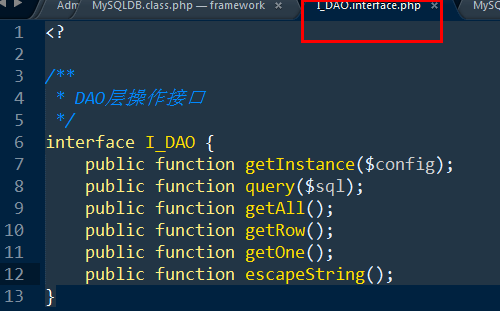 Adm MySQLDB.class.php — framework × I_DAO.interface.php × MySQ
1 <?
2
3 /**
4 * DAO层操作接口
5 */
6 interface I_DAO {
7 public function getInstance($config);
8 public function query($sql);
9 public function getAll();
10 public function getRow();
11 public function getOne();
12 public function escapeString();
13 }